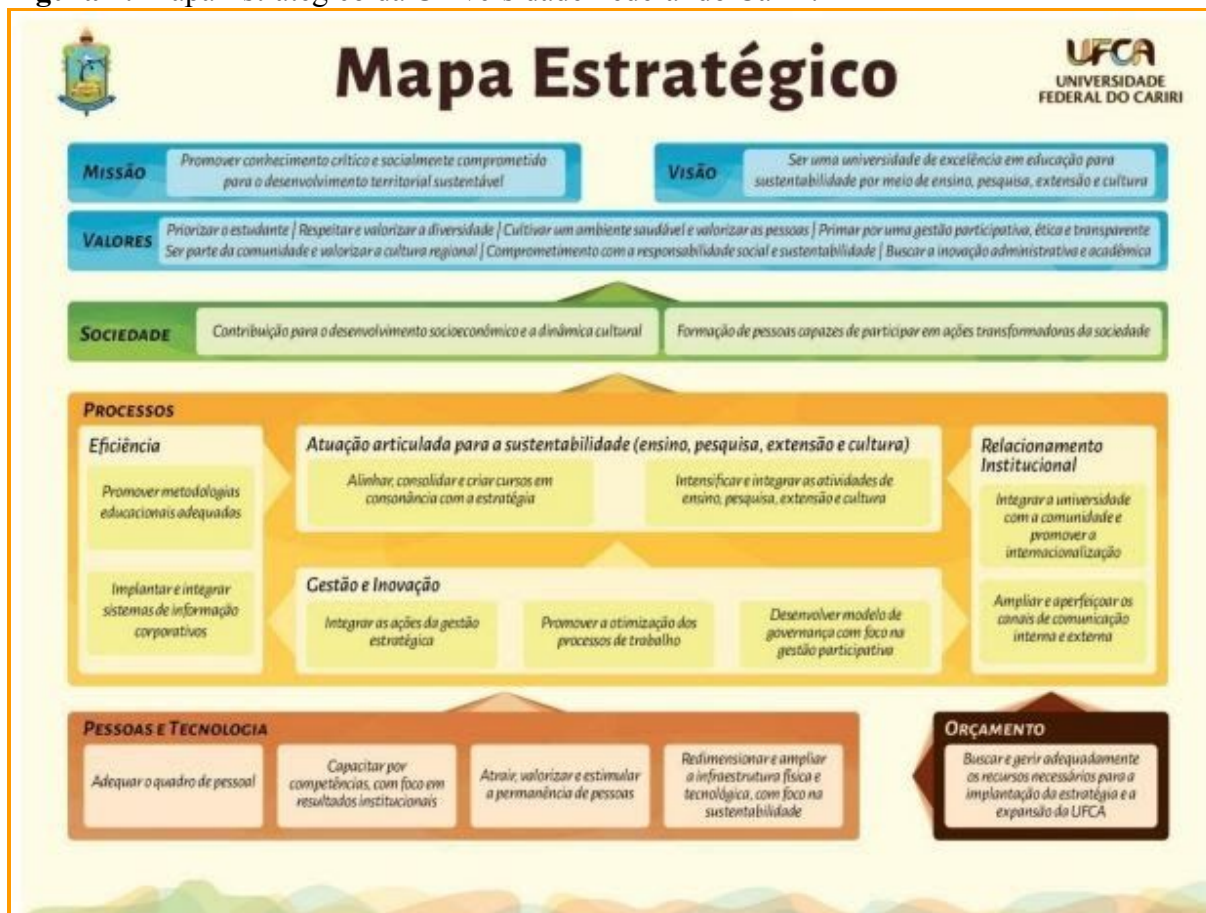 Mapa Estratégico
UFCA
UNIVERSIDADE
FEDERAL DO CARIRI
MISSÃO
Promover conhecimento crítico e socialmente comprometido
para o desenvolvimento territorial sustentável
VISÃO
Ser uma universidade de excelência em educação para
sustentabilidade por meio de ensino, pesquisa, extensão e cultura
VALORES
Priorizar o estudante | Respeitar e valorizar a diversidade | Cultivar um ambiente saudável e valorizar as pessoas | Primar por uma gestão participativa, ética e transparente
Ser parte da comunidade e valorizar a cultura regional | Comprometimento com a responsabilidade social e sustentabilidade | Buscar a inovação administrativa e acadêmica
SOCIEDADE
Contribuição para o desenvolvimento socioeconômico e a dinâmica cultural
Formação de pessoas capazes de participar em ações transformadoras da sociedade
PROCESSOS
Eficiência
Promover metodologias
educacionais adequadas
Implantar e integrar
sistemas de informação
corporativos
Atuação articulada para a sustentabilidade (ensino, pesquisa, extensão e cultura)
Alinhar, consolidar e criar cursos em
consonância com a estratégia
Intensificar e integrar as atividades de
ensino, pesquisa, extensão e cultura
Gestão e Inovação
Integrar as ações da gestão
estratégica
Promover a otimização dos
processos de trabalho
Desenvolver modelo de
governança com foco na
gestão participativa
Relacionamento
Institucional
Integrar a universidade
com a comunidade e
promover a
internacionalização
Ampliar e aperfeiçoar os
canais de comunicação
interna e externa
PESSOAS E TECNOLOGIA
Adequar o quadro de pessoal
Capacitar por
competências, com foco em
resultados institucionais
Atrair, valorizar e estimular
a permanência de pessoas
Redimensionar e ampliar
a infraestrutura física e
tecnológica, com foco na
sustentabilidade
ORÇAMENTO
Buscar e gerir adequadamente
os recursos necessários para a
implantação da estratégia e a
expansão da UFCA